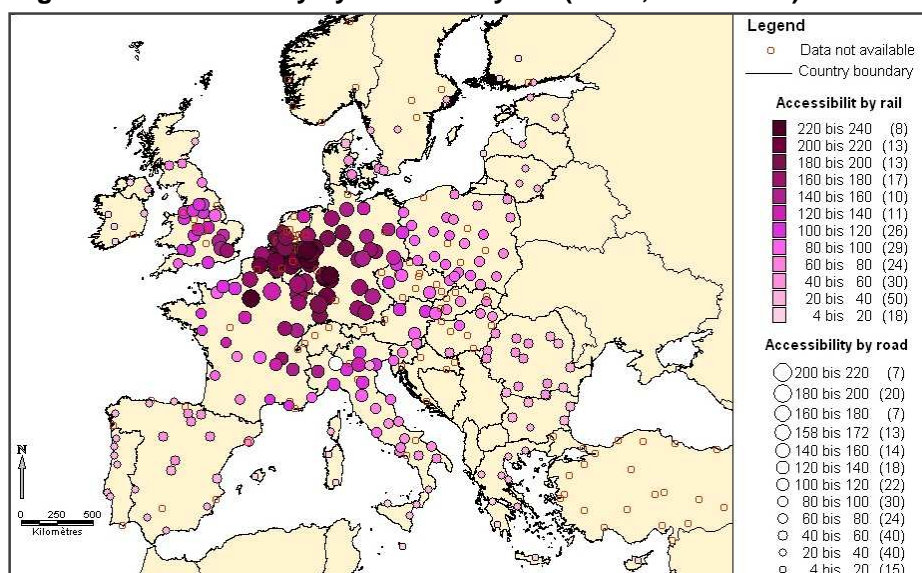 Legend
Data not available
Country boundary
Accessibilit by rail
220 bis 240 (8)
200 bis 220 (13)
180 bis 200 (13)
160 bis 180 (17)
140 bis 160 (10)
120 bis 140 (11)
100 bis 120 (26)
80 bis 100 (29)
60 bis 80 (24)
40 bis 60 (30)
20 bis 40 (50)
4 bis 20 (18)
Accessibility by road
200 bis 220 (7)
180 bis 200 (20)
160 bis 180 (7)
158 bis 172 (13)
140 bis 160 (14)
120 bis 140 (18)
100 bis 120 (22)
80 bis 100 (30)
60 bis 80 (24)
40 bis 60 (40)
20 bis 40 (40)
4 bis 20 (15)
N
0 250 500
Kilomètres